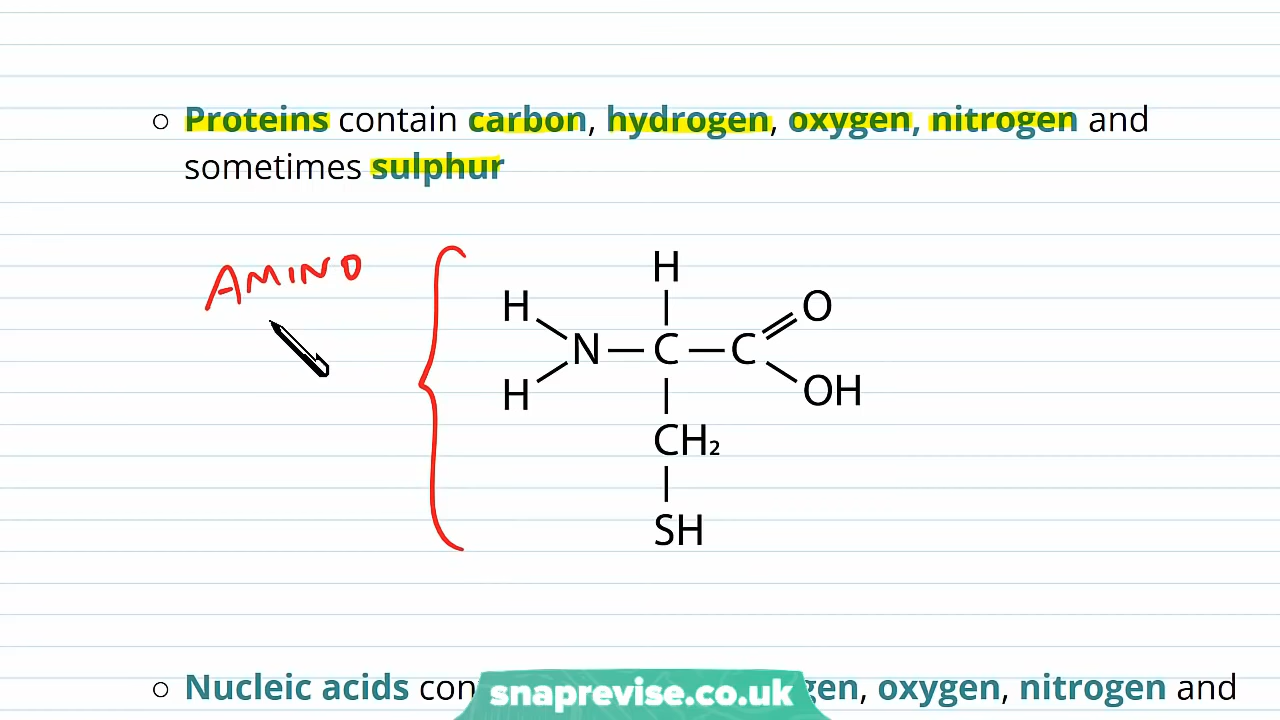 ○ Proteins contain carbon, hydrogen, oxygen, nitrogen and
sometimes sulphur
AMINO
H
H O
N — C — C
H OH
CH₂
SH
○ Nucleic acids gen, oxygen, nitrogen and
snaprevise.co.uk